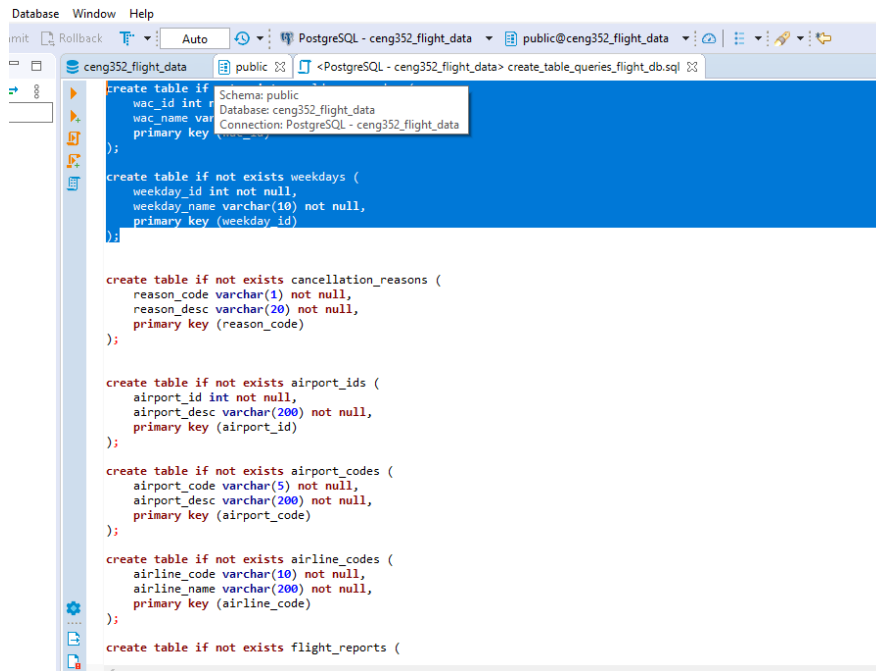 Database Window Help
mmit Rollback Auto PostgreSQL - ceng352_flight_data public@ceng352_flight_data
ceng352_flight_data public <PostgreSQL - ceng352_flight_data> create_table_queries_flight_db.sql
create table if
Schema: public
wac_id int
Database: ceng352_flight_data
wac_name
Connection: PostgreSQL - ceng352_flight_data
primary key
);
create table if not exists weekdays (
weekday_id int not null,
weekday_name varchar(10) not null,
primary key (weekday_id)
);
create table if not exists cancellation_reasons (
reason_code varchar(1) not null,
reason_desc varchar(20) not null,
primary key (reason_code)
);
create table if not exists airport_ids (
airport_id int not null,
airport_desc varchar(200) not null,
primary key (airport_id)
);
create table if not exists airport_codes (
airport_code varchar(5) not null,
airport_desc varchar(200) not null,
primary key (airport_code)
);
create table if not exists airline_codes (
airline_code varchar(10) not null,
airline_name varchar(200) not null,
primary key (airline_code)
);
create table if not exists flight_reports (